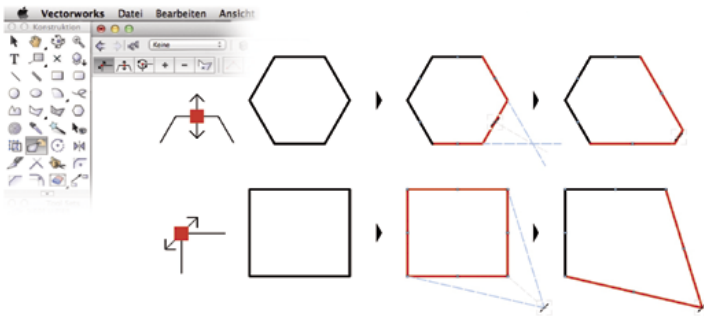 Vectorworks Datei Bearbeiten Ansicht
Konstruktion
Keine